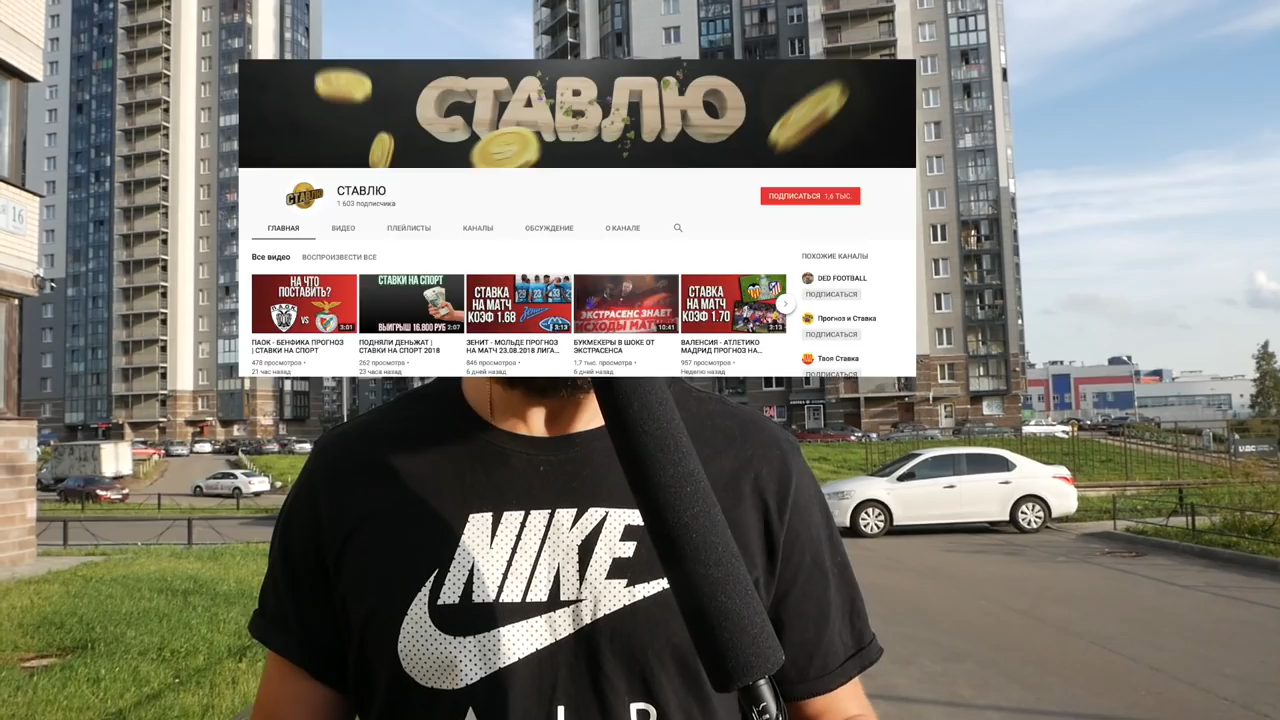 СТАВЛЮ
СТАВЛЮ
СТАВЛЮ
1 603 подписчика
ПОДПИСАТЬСЯ 1,6 ТЫС.
ГЛАВНАЯ ВИДЕО ПЛЕЙЛИСТЫ КАНАЛЫ ОБСУЖДЕНИЕ О КАНАЛЕ
Все видео ВОСПРОИЗВЕСТИ ВСЕ
НА ЧТО
ПОСТАВИТЬ?
VS
3:01
ПАОК - БЕНФИКА ПРОГНОЗ
| СТАВКИ НА СПОРТ
478 просмотров •
21 час назад
СТАВКИ НА СПОРТ
ВЫИГРЫШ 16.800 РУБ
2:07
ПОДНЯЛИ ДЕНЬЖАТ |
СТАВКИ НА СПОРТ 2018
262 просмотра •
23 часа назад
СТАВКА
НА МАТЧ
КОЭФ 1.68
3:13
ЗЕНИТ - МОЛЬДЕ ПРОГНОЗ
НА МАТЧ 23.08.2018 ЛИГА...
846 просмотров •
6 дней назад
ЭКСТРАСЕНС ЗНАЕТ
ИСХОДЫ МАТЧ
10:41
БУКМЕКЕРЫ В ШОКЕ ОТ
ЭКСТРАСЕНСА
1,7 тыс. просмотров •
6 дней назад
СТАВКА
НА МАТЧ
КОЭФ 1.70
3:13
ВАЛЕНСИЯ - АТЛЕТИКО
МАДРИД ПРОГНОЗ НА...
957 просмотров •
Неделю назад
ПОХОЖИЕ КАНАЛЫ
DED FOOTBALL
ПОДПИСАТЬСЯ
Прогноз и Ставка
ПОДПИСАТЬСЯ
Твоя Ставка
ПОДПИСАТЬСЯ
16
24
NIKE
AIR